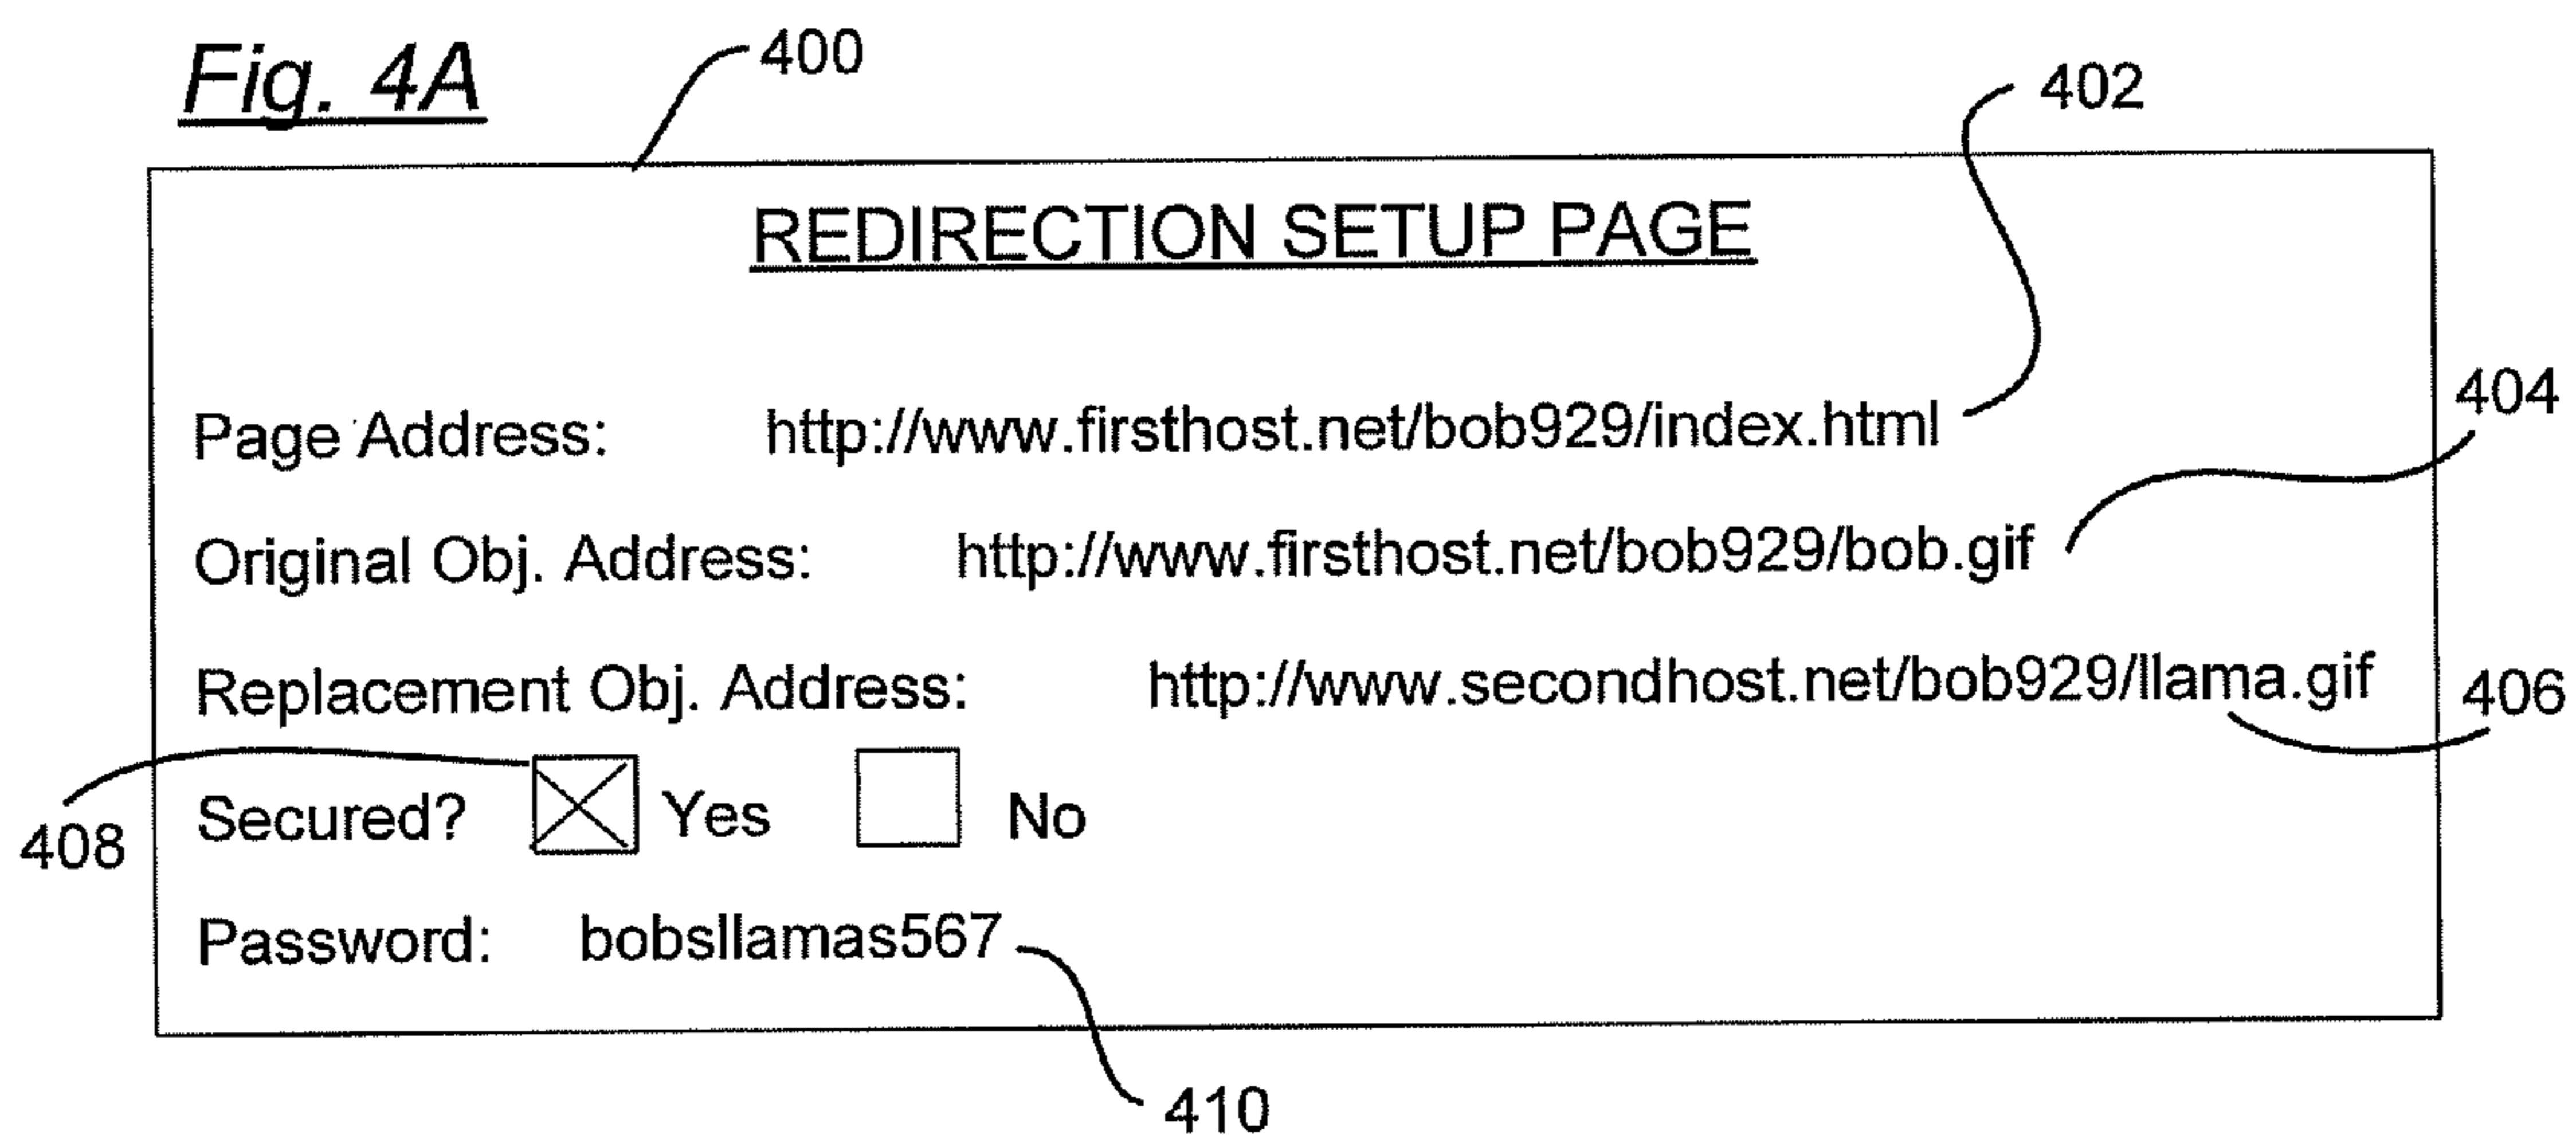 Fig. 4A
400
402
REDIRECTION SETUP PAGE
Page Address: http://www.firsthost.net/bob929/index.html
404
Original Obj. Address: http://www.firsthost.net/bob929/bob.gif
Replacement Obj. Address: http://www.secondhost.net/bob929/llama.gif
406
Secured? Yes No
408
Password: bobsllamas567
410